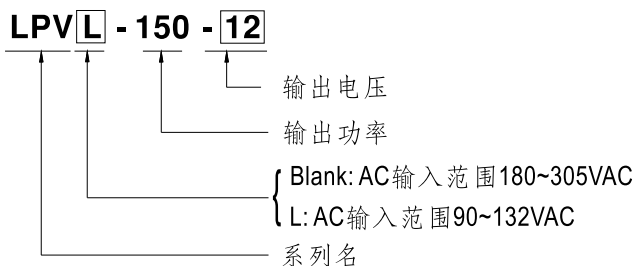 LPVL-150-12
输出电压
输出功率
Blank: AC输入范围180~305VAC
L: AC输入范围90~132VAC
系列名